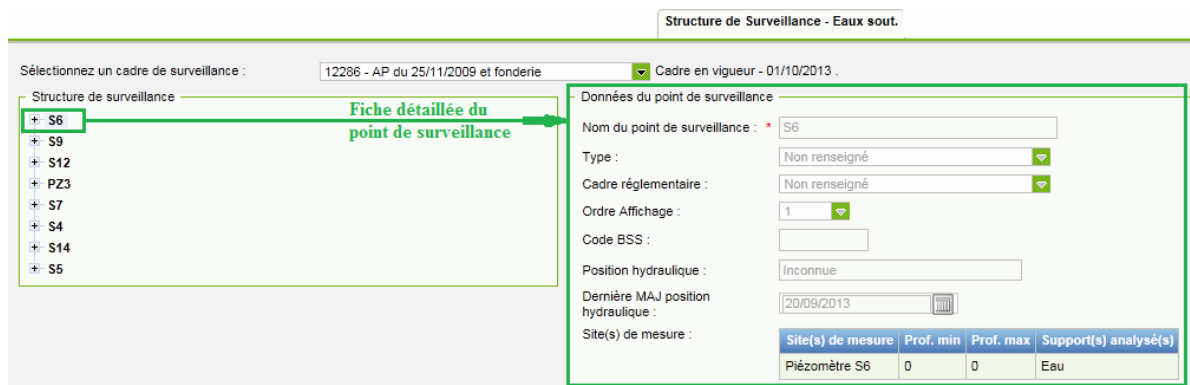 Structure de Surveillance - Eaux sout.
Sélectionnez un cadre de surveillance : 12286 - AP du 25/11/2009 et fonderie Cadre en vigueur - 01/10/2013 .
Structure de surveillance
S6
S9
S12
PZ3
S7
S4
S14
S5
Fiche détaillée du
point de surveillance
Données du point de surveillance
Nom du point de surveillance : * S6
Type : Non renseigné
Cadre réglementaire : Non renseigné
Ordre Affichage : 1
Code BSS :
Position hydraulique : Inconnue
Dernière MAJ position
hydraulique : 20/09/2013
Site(s) de mesure :
Site(s) de mesure Prof. min Prof. max Support(s) analysé(s)
Piézomètre S6 0 0 Eau